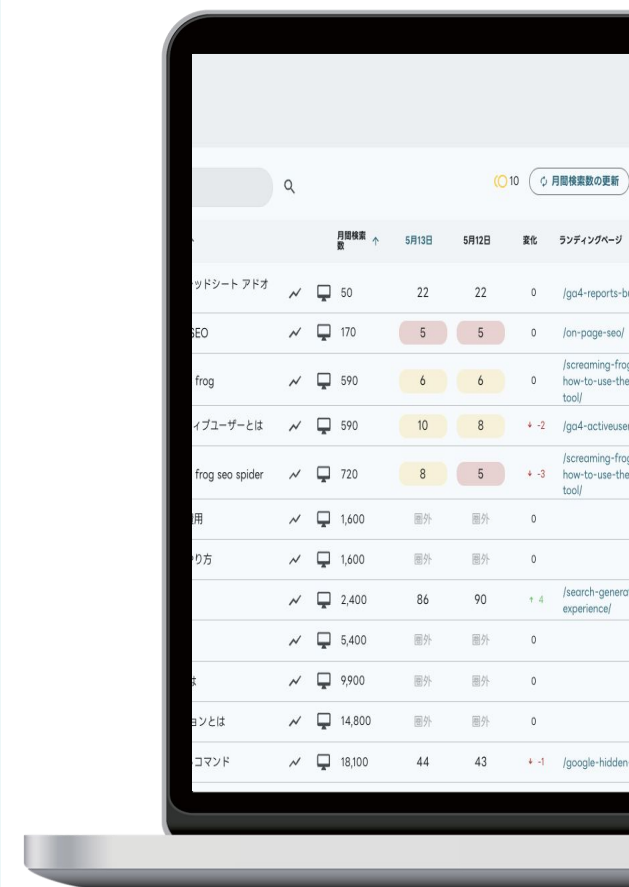 10 月間検索数の更新
月間検索数 5月13日 5月12日 変化 ランディングページ
ッドシート アドオ 50 22 22 0 /ga4-reports-bu
SEO 170 5 5 0 /on-page-seo/
frog 590 6 6 0 /screaming-frog
how-to-use-the
tool/
ィブユーザーとは 590 10 8 -2 /ga4-activeuser
frog seo spider 720 8 5 -3 /screaming-frog
how-to-use-the
tool/
用 1,600 圏外 圏外 0
り方 1,600 圏外 圏外 0
2,400 86 90 4 /search-genera
experience/
5,400 圏外 圏外 0
は 9,900 圏外 圏外 0
ョンとは 14,800 圏外 圏外 0
コマンド 18,100 44 43 -1 /google-hidden